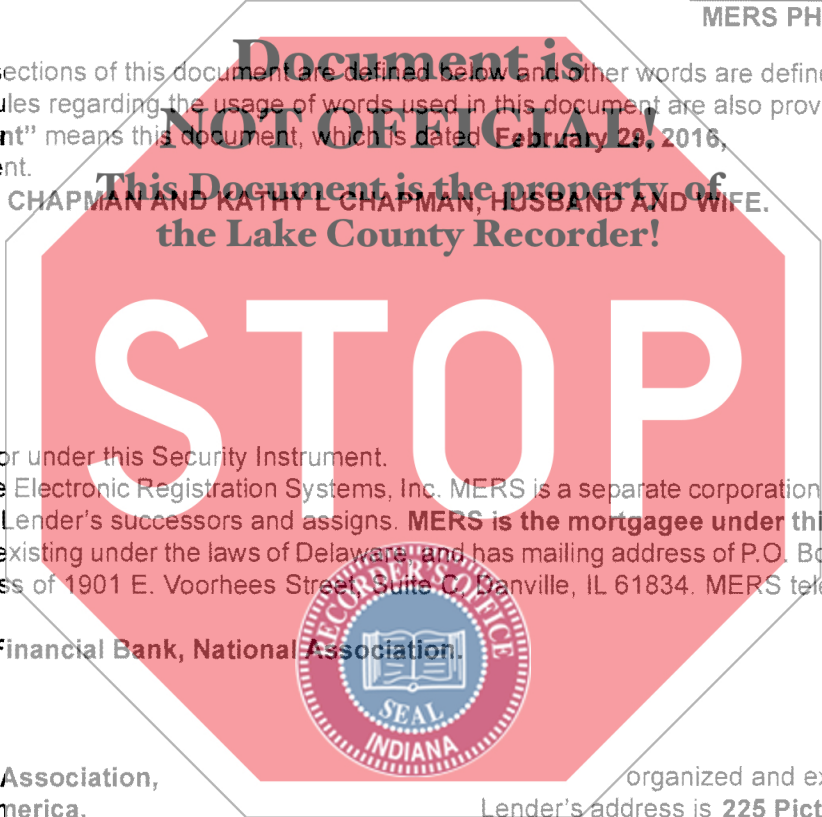 MERS PH
Document is
ections of this document are defined below and other words are define
NOT OFFICIAL!
ules regarding the usage of words used in this document are also prov
nt” means this document, which is dated February 29, 2016,
ent.
This Document is the property of
CHAPMAN AND KATHY L CHAPMAN, HUSBAND AND WIFE.
the Lake County Recorder!
STOP
or under this Security Instrument.
e Electronic Registration Systems, Inc. MERS is a separate corporation
Lender's successors and assigns. MERS is the mortgagee under thi
existing under the laws of Delaware, and has mailing address of P.O. Bo
ss of 1901 E. Voorhees Street, Suite C, Danville, IL 61834. MERS tele
RECORDER'S OFFICE
Financial Bank, National Association.
SEAL
INDIANA
Association,
organized and ex
merica.
Lender's address is 225 Pict